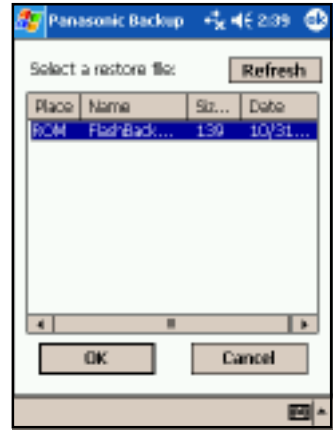 Panasonic Backup 2:39 ok
Select a restore file: Refresh
Place Name Siz... Date
ROM FlashBack... 139 10/31...
OK Cancel